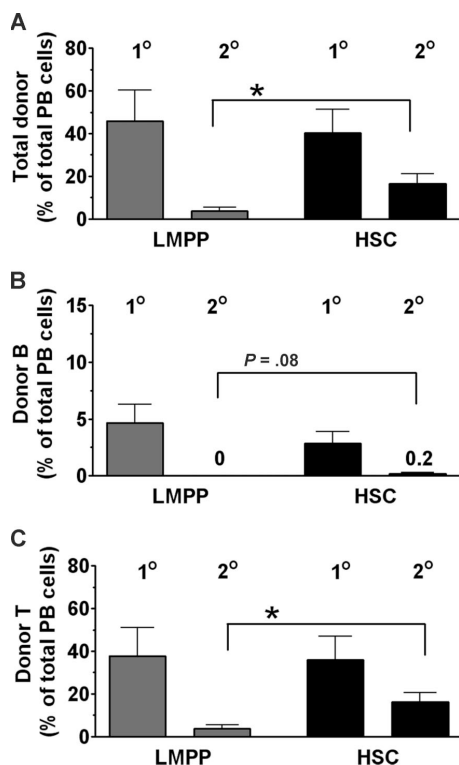 A
Total donor
(% of total PB cells)
80
60
40
20
0
1° 2° 1° 2°
*
LMPP HSC
B
Donor B
(% of total PB cells)
15
10
5
0
1° 2° 1° 2°
P = .08
0 0.2
LMPP HSC
C
Donor T
(% of total PB cells)
80
60
40
20
0
1° 2° 1° 2°
*
LMPP HSC